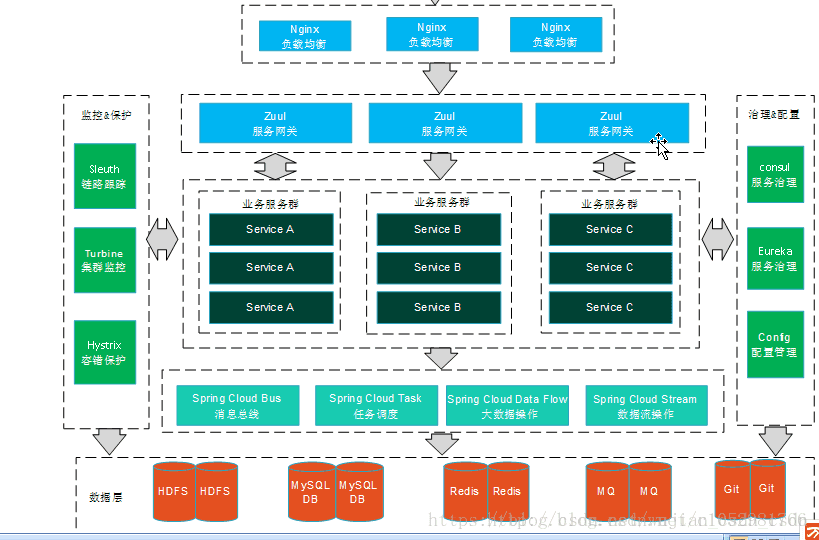 Nginx
负载均衡
Nginx
负载均衡
Nginx
负载均衡
监控&保护
Sleuth
链路跟踪
Turbine
集群监控
Hystrix
容错保护
Zuul
服务网关
Zuul
服务网关
Zuul
服务网关
业务服务群
Service A
Service A
Service A
业务服务群
Service B
Service B
Service B
业务服务群
Service C
Service C
Service C
治理&配置
consul
服务治理
Eureka
服务治理
Config
配置管理
Spring Cloud Bus
消息总线
Spring Cloud Task
任务调度
Spring Cloud Data Flow
大数据操作
Spring Cloud Stream
数据流操作
数据层
HDFS
HDFS
MySQL
DB
MySQL
DB
Redis
Redis
MQ
MQ
Git
Git